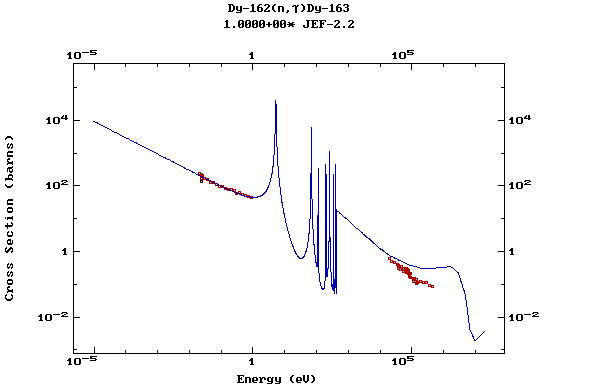 Dy-162(n,γ)Dy-163
1.0000+00* JEF-2.2
10⁻⁵ 1 10⁵
10⁴ 10⁴
10² 10²
1 1
10⁻² 10⁻²
10⁻⁵ 1 10⁵
Cross Section (barns)
Energy (eV)